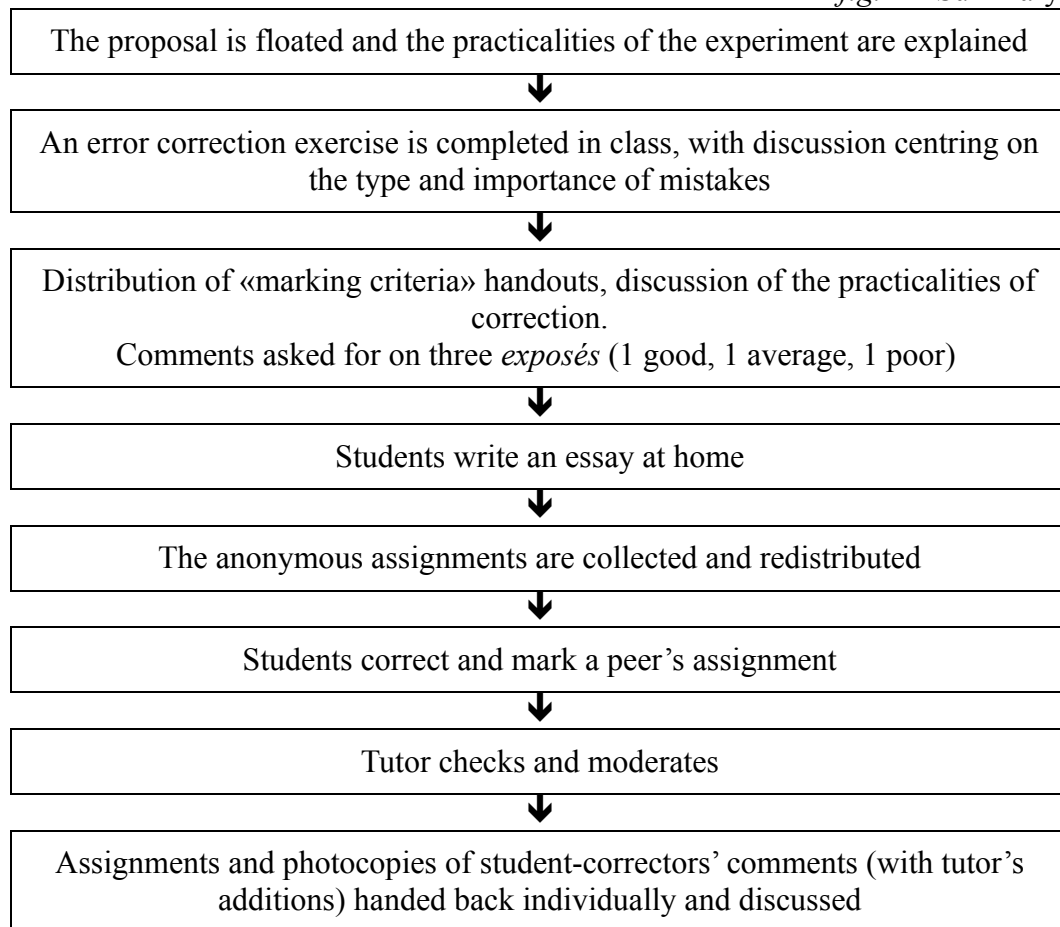 The proposal is floated and the practicalities of the experiment are explained
An error correction exercise is completed in class, with discussion centring on
the type and importance of mistakes
Distribution of «marking criteria» handouts, discussion of the practicalities of
correction.
Comments asked for on three exposés (1 good, 1 average, 1 poor)
Students write an essay at home
The anonymous assignments are collected and redistributed
Students correct and mark a peer’s assignment
Tutor checks and moderates
Assignments and photocopies of student-correctors’ comments (with tutor’s
additions) handed back individually and discussed